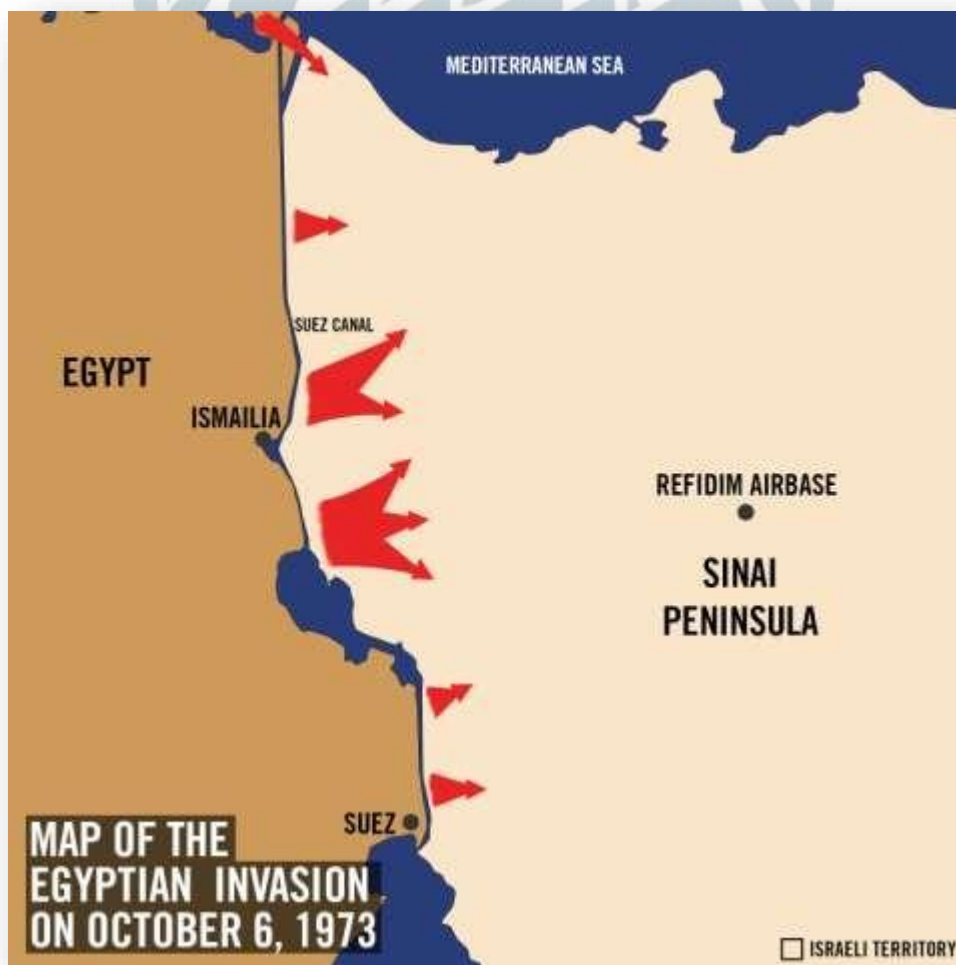 MEDITERRANEAN SEA
SUEZ CANAL
EGYPT
ISMAILIA
REFIDIM AIRBASE
SINAI
PENINSULA
SUEZ
MAP OF THE
EGYPTIAN INVASION
ON OCTOBER 6, 1973
ISRAELI TERRITORY